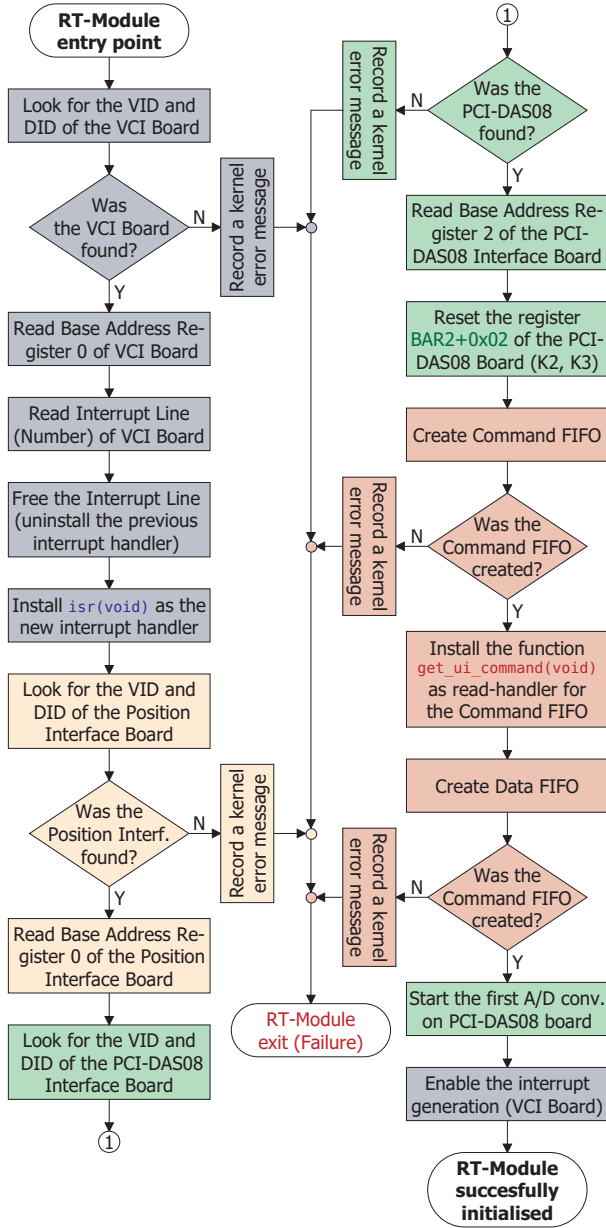 RT-Module
entry point
Look for the VID and
DID of the VCI Board
Was
the VCI Board
found?
N
Record a kernel
error message
Y
Read Base Address Re-
gister 0 of VCI Board
Read Interrupt Line
(Number) of VCI Board
Free the Interrupt Line
(uninstall the previous
interrupt handler)
Install isr(void) as the
new interrupt handler
Look for the VID and
DID of the Position
Interface Board
Was the
Position Interf.
found?
N
Record a kernel
error message
Y
Read Base Address Re-
gister 0 of the Position
Interface Board
Look for the VID and
DID of the PCI-DAS08
Interface Board
1
1
Was the
PCI-DAS08
found?
N
Record a kernel
error message
Y
Read Base Address Re-
gister 2 of the PCI-
DAS08 Interface Board
Reset the register
BAR2+0x02 of the PCI-
DAS08 Board (K2, K3)
Create Command FIFO
Was the
Command FIFO
created?
N
Record a kernel
error message
Y
Install the function
get_ui_command(void)
as read-handler for
the Command FIFO
Create Data FIFO
Was the
Command FIFO
created?
N
Record a kernel
error message
Y
RT-Module
exit (Failure)
Start the first A/D conv.
on PCI-DAS08 board
Enable the interrupt
generation (VCI Board)
RT-Module
succesfully
initialised